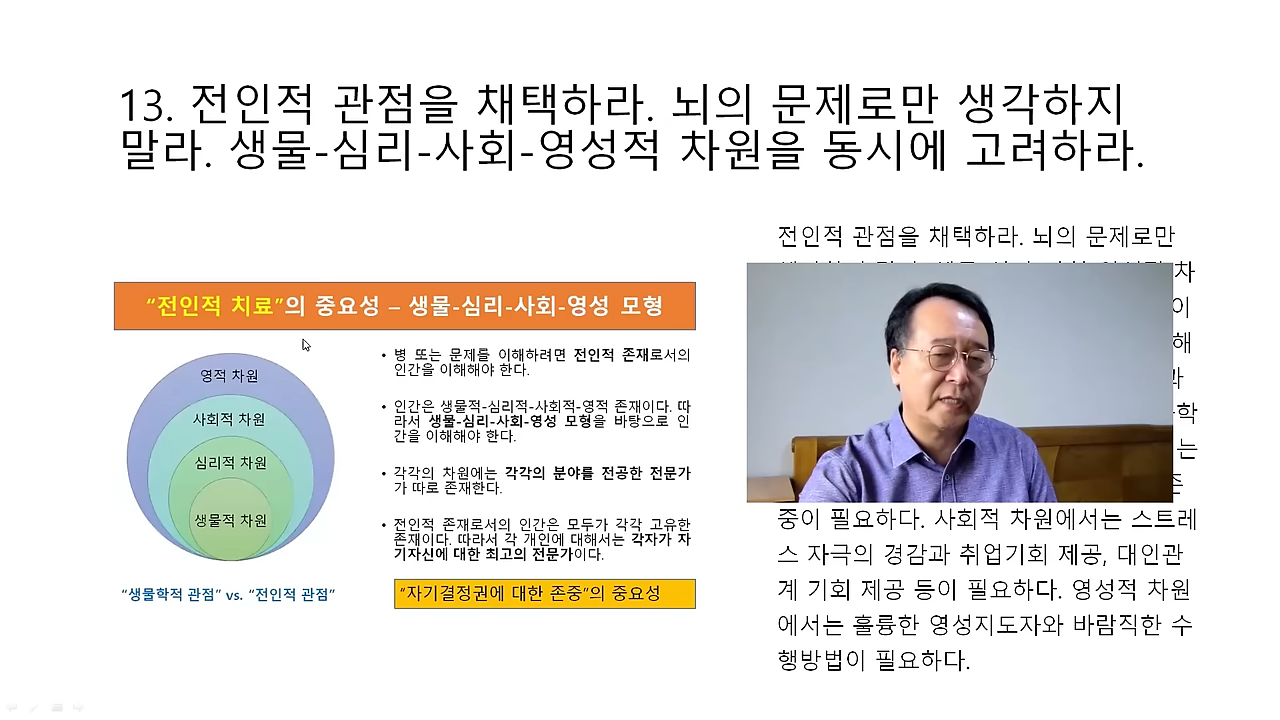 13. 전인적 관점을 채택하라. 뇌의 문제로만 생각하지
말라. 생물-심리-사회-영성적 차원을 동시에 고려하라.
“전인적 치료”의 중요성 – 생물-심리-사회-영성 모형
영적 차원
사회적 차원
심리적 차원
생물적 차원
“생물학적 관점” vs. “전인적 관점”
• 병 또는 문제를 이해하려면 전인적 존재로서의
인간을 이해해야 한다.
• 인간은 생물적-심리적-사회적-영적 존재이다. 따
라서 생물-심리-사회-영성 모형을 바탕으로 인
간을 이해해야 한다.
• 각각의 차원에는 각각의 분야를 전공한 전문가
가 따로 존재한다.
• 전인적 존재로서의 인간은 모두가 각각 고유한
존재이다. 따라서 각 개인에 대해서는 각자가 자
기자신에 대한 최고의 전문가이다.
“자기결정권에 대한 존중”의 중요성
전인적 관점을 채택하라. 뇌의 문제로만
차
이
해
학
는
중이 필요하다. 사회적 차원에서는 스트레
스 자극의 경감과 취업기회 제공, 대인관
계 기회 제공 등이 필요하다. 영성적 차원
에서는 훌륭한 영성지도자와 바람직한 수
행방법이 필요하다.